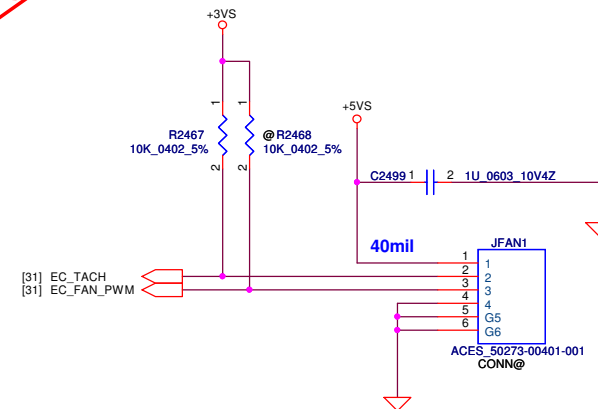 +3VS
1
1
R2467
10K_0402_5%
@R2468
10K_0402_5%
2
2
+5VS
C2499 1
2 1U_0603_10V4Z
40mil
JFAN1
[31] EC_TACH
[31] EC_FAN_PWM
1 1
2 2
3 3
4 4
5 G5
6 G6
ACES_50273-00401-001
CONN@